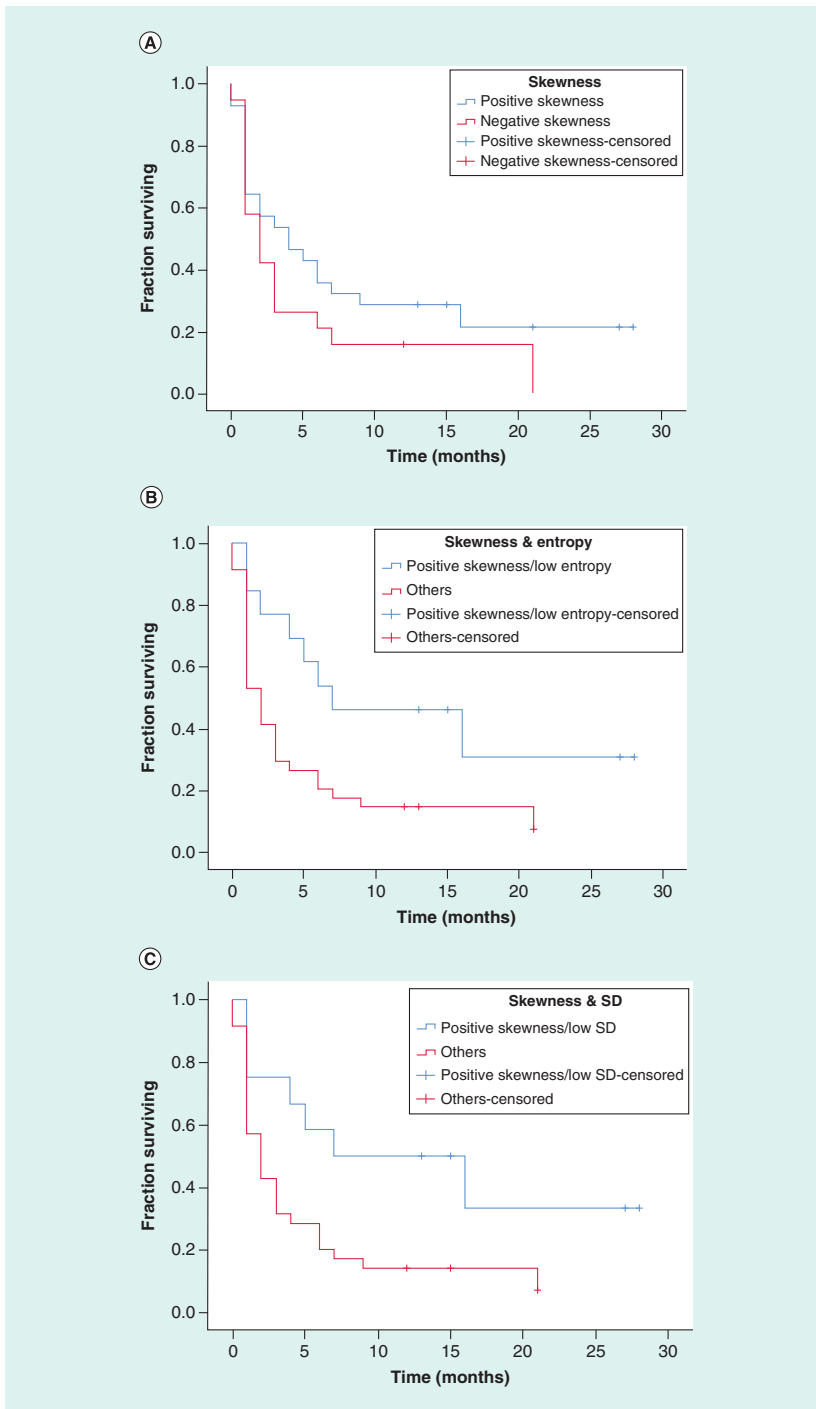 A
Skewness
Positive skewness
Negative skewness
Positive skewness-censored
Negative skewness-censored
Fraction surviving
1.0
0.8
0.6
0.4
0.2
0.0
0 5 10 15 20 25 30
Time (months)
B
Skewness & entropy
Positive skewness/low entropy
Others
Positive skewness/low entropy-censored
Others-censored
Fraction surviving
1.0
0.8
0.6
0.4
0.2
0.0
0 5 10 15 20 25 30
Time (months)
C
Skewness & SD
Positive skewness/low SD
Others
Positive skewness/low SD-censored
Others-censored
Fraction surviving
1.0
0.8
0.6
0.4
0.2
0.0
0 5 10 15 20 25 30
Time (months)